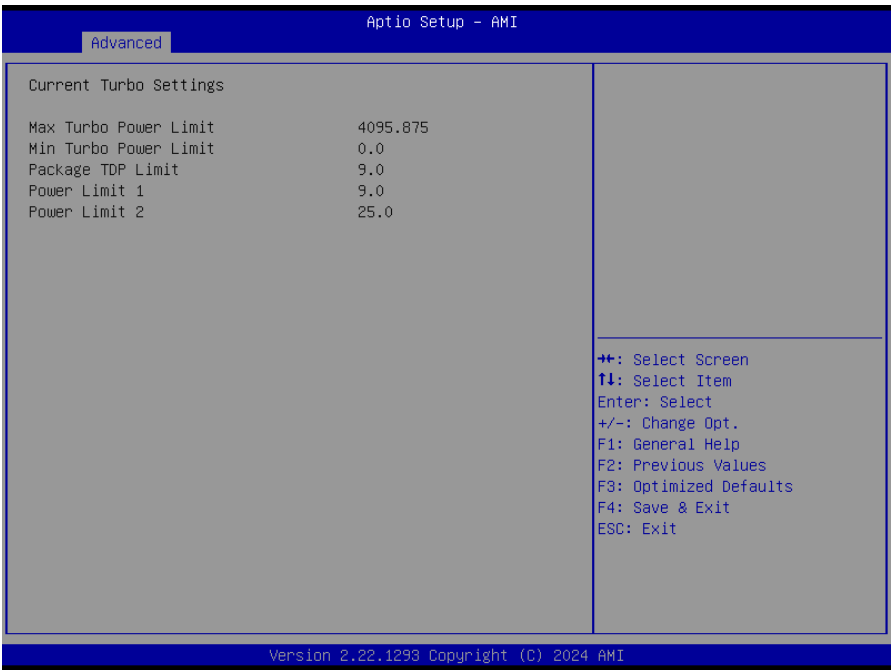 Aptio Setup – AMI
Advanced
Current Turbo Settings
Max Turbo Power Limit 4095.875
Min Turbo Power Limit 0.0
Package TDP Limit 9.0
Power Limit 1 9.0
Power Limit 2 25.0
→←: Select Screen
↑↓: Select Item
Enter: Select
+/-: Change Opt.
F1: General Help
F2: Previous Values
F3: Optimized Defaults
F4: Save & Exit
ESC: Exit
Version 2.22.1293 Copyright (C) 2024 AMI